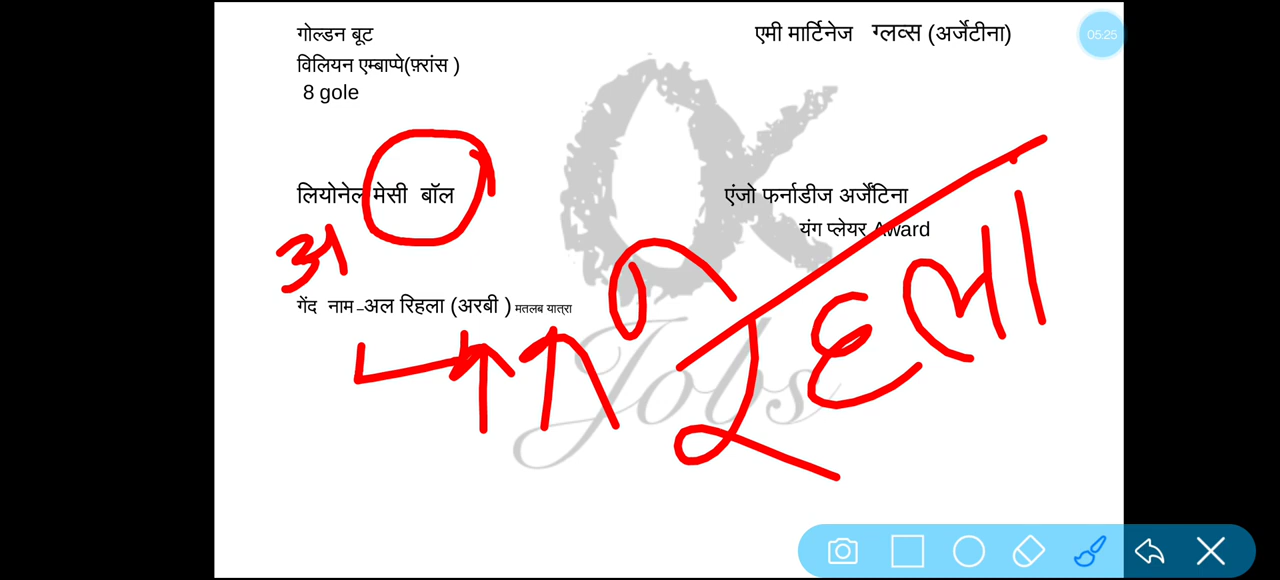 गोल्डन बूट
एमी मार्टिनेज ग्लव्स (अर्जेटीना)
05:25
विलियन एम्बाप्पे(फ़्रांस )
8 gole
लियोनेल मेसी बॉल
एंजो फर्नाडीज अर्जेंटिना
यंग प्लेयर Award
अ
गेंद नाम–अल रिहला (अरबी ) मतलब यात्रा
रिहला
Jobs